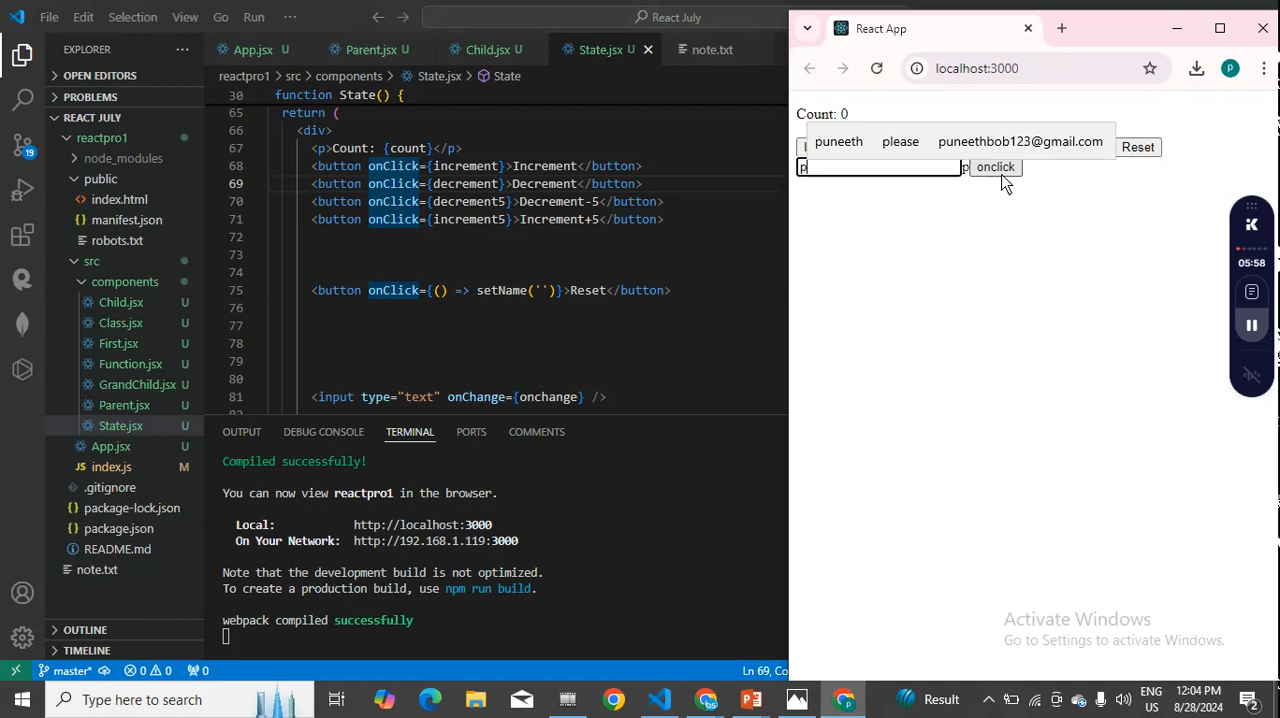 File Edit Selection View Go Run ··· React July
EXPLORER ···
OPEN EDITORS
PROBLEMS
REACT JULY
reactpro1
node_modules
public
index.html U
manifest.json U
robots.txt U
src
components
Child.jsx U
Class.jsx U
First.jsx U
Function.jsx U
GrandChild.jsx U
Parent.jsx U
State.jsx U
App.jsx U
index.js M
.gitignore U
package-lock.json U
package.json U
README.md U
note.txt U
OUTLINE
TIMELINE
19
App.jsx U Parent.jsx U Child.jsx U State.jsx U note.txt
reactpro1 > src > components > State.jsx > State
30 function State() {
65 return (
66 <div>
67 <p>Count: {count}</p>
68 <button onClick={increment}>Increment</button>
69 <button onClick={decrement}>Decrement</button>
70 <button onClick={decrement5}>Decrement-5</button>
71 <button onClick={increment5}>Increment+5</button>
72
73
74
75 <button onClick={() => setName('')}>Reset</button>
76
77
78
79
80
81 <input type="text" onChange={onchange} />
OUTPUT DEBUG CONSOLE TERMINAL PORTS COMMENTS
Compiled successfully!
You can now view reactpro1 in the browser.
Local: http://localhost:3000
On Your Network: http://192.168.1.119:3000
Note that the development build is not optimized.
To create a production build, use npm run build.
webpack compiled successfully
master* 0 0 0 Ln 69, Co
React App
localhost:3000 P
Count: 0
puneeth please puneethbob123@gmail.com
Reset
p p onclick
05:58
Activate Windows
Go to Settings to activate Windows.
Type here to search
Result
ENG
US
12:04 PM
8/28/2024
2